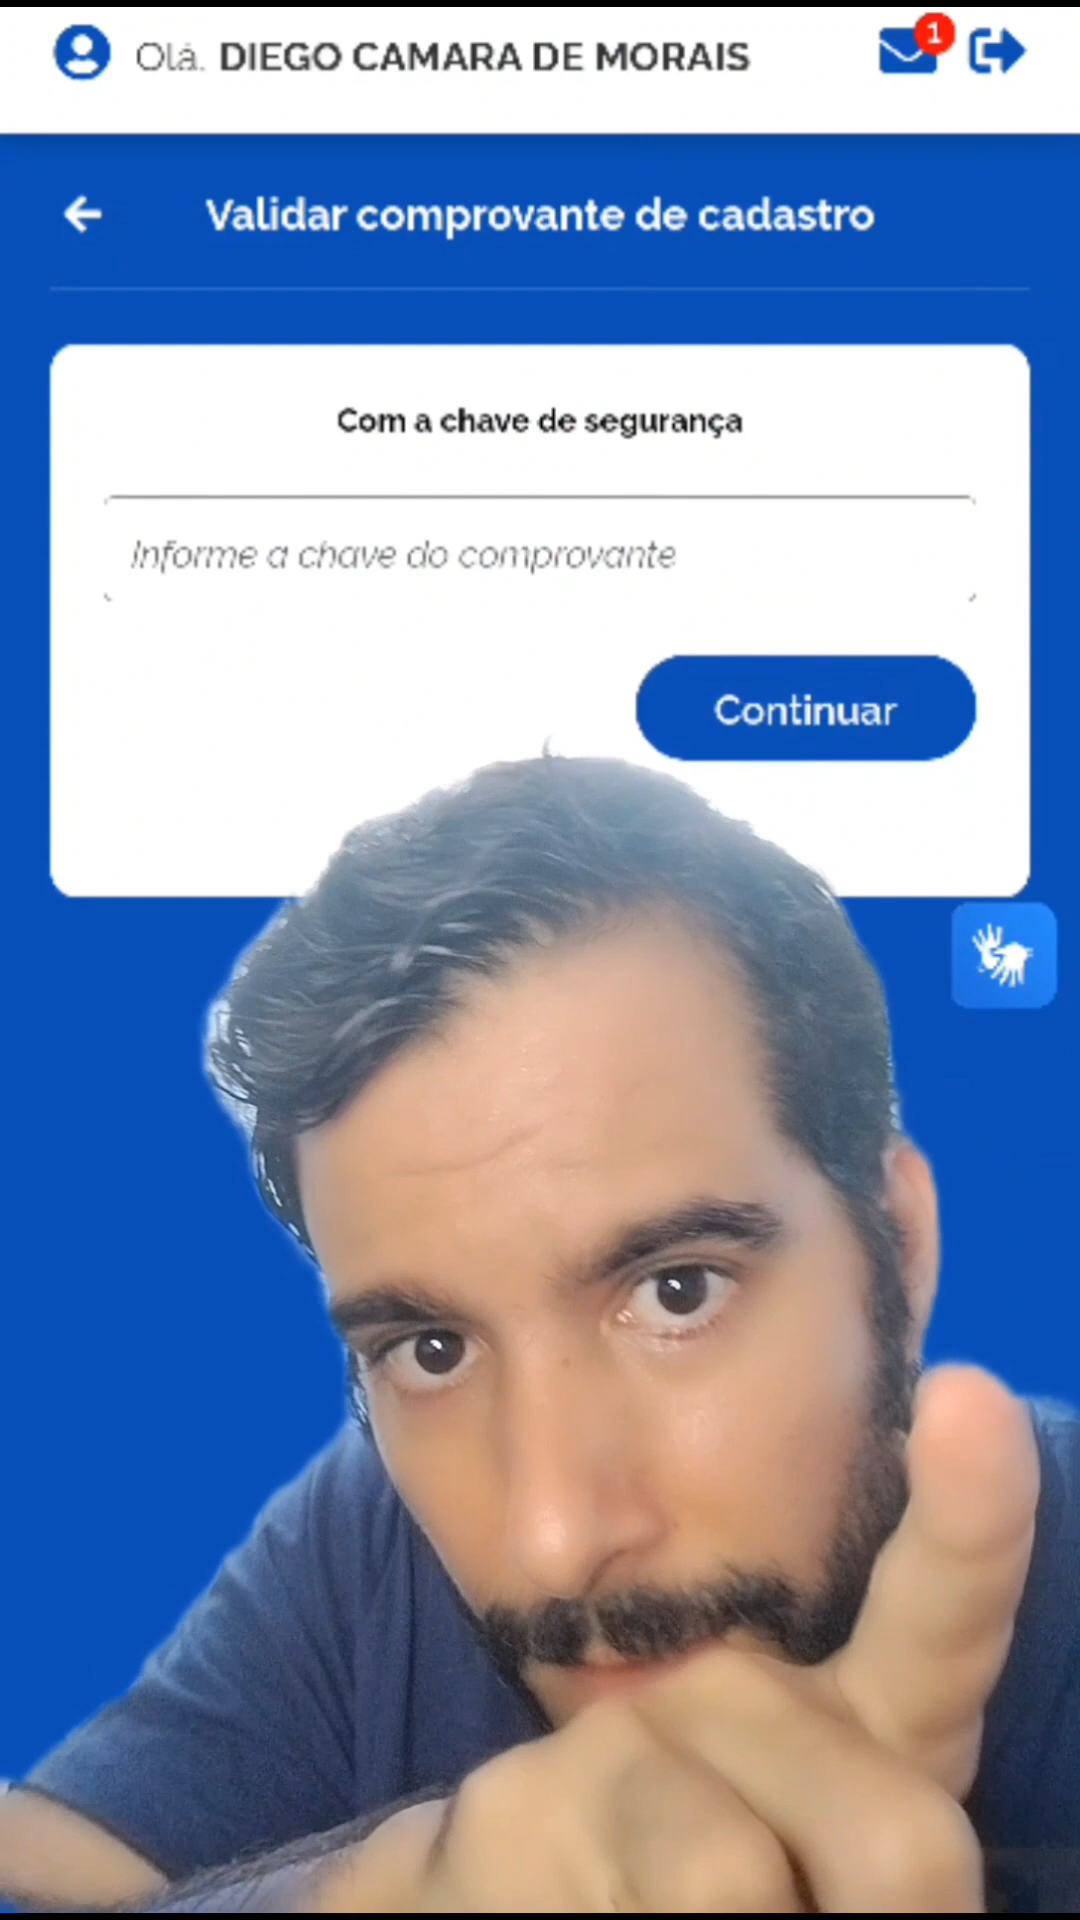 Olá, DIEGO CAMARA DE MORAIS
1
Validar comprovante de cadastro
Com a chave de segurança
Informe a chave do comprovante
Continuar